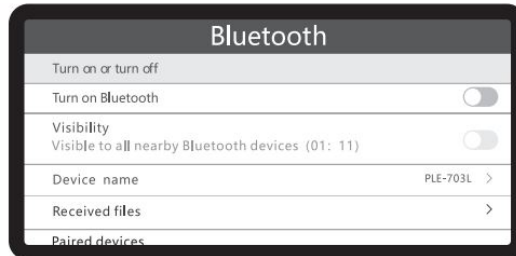 Bluetooth
Turn on or turn off
Turn on Bluetooth
Visibility
Visible to all nearby Bluetooth devices (01: 11)
Device name PLE-703L >
Received files >
Paired devices